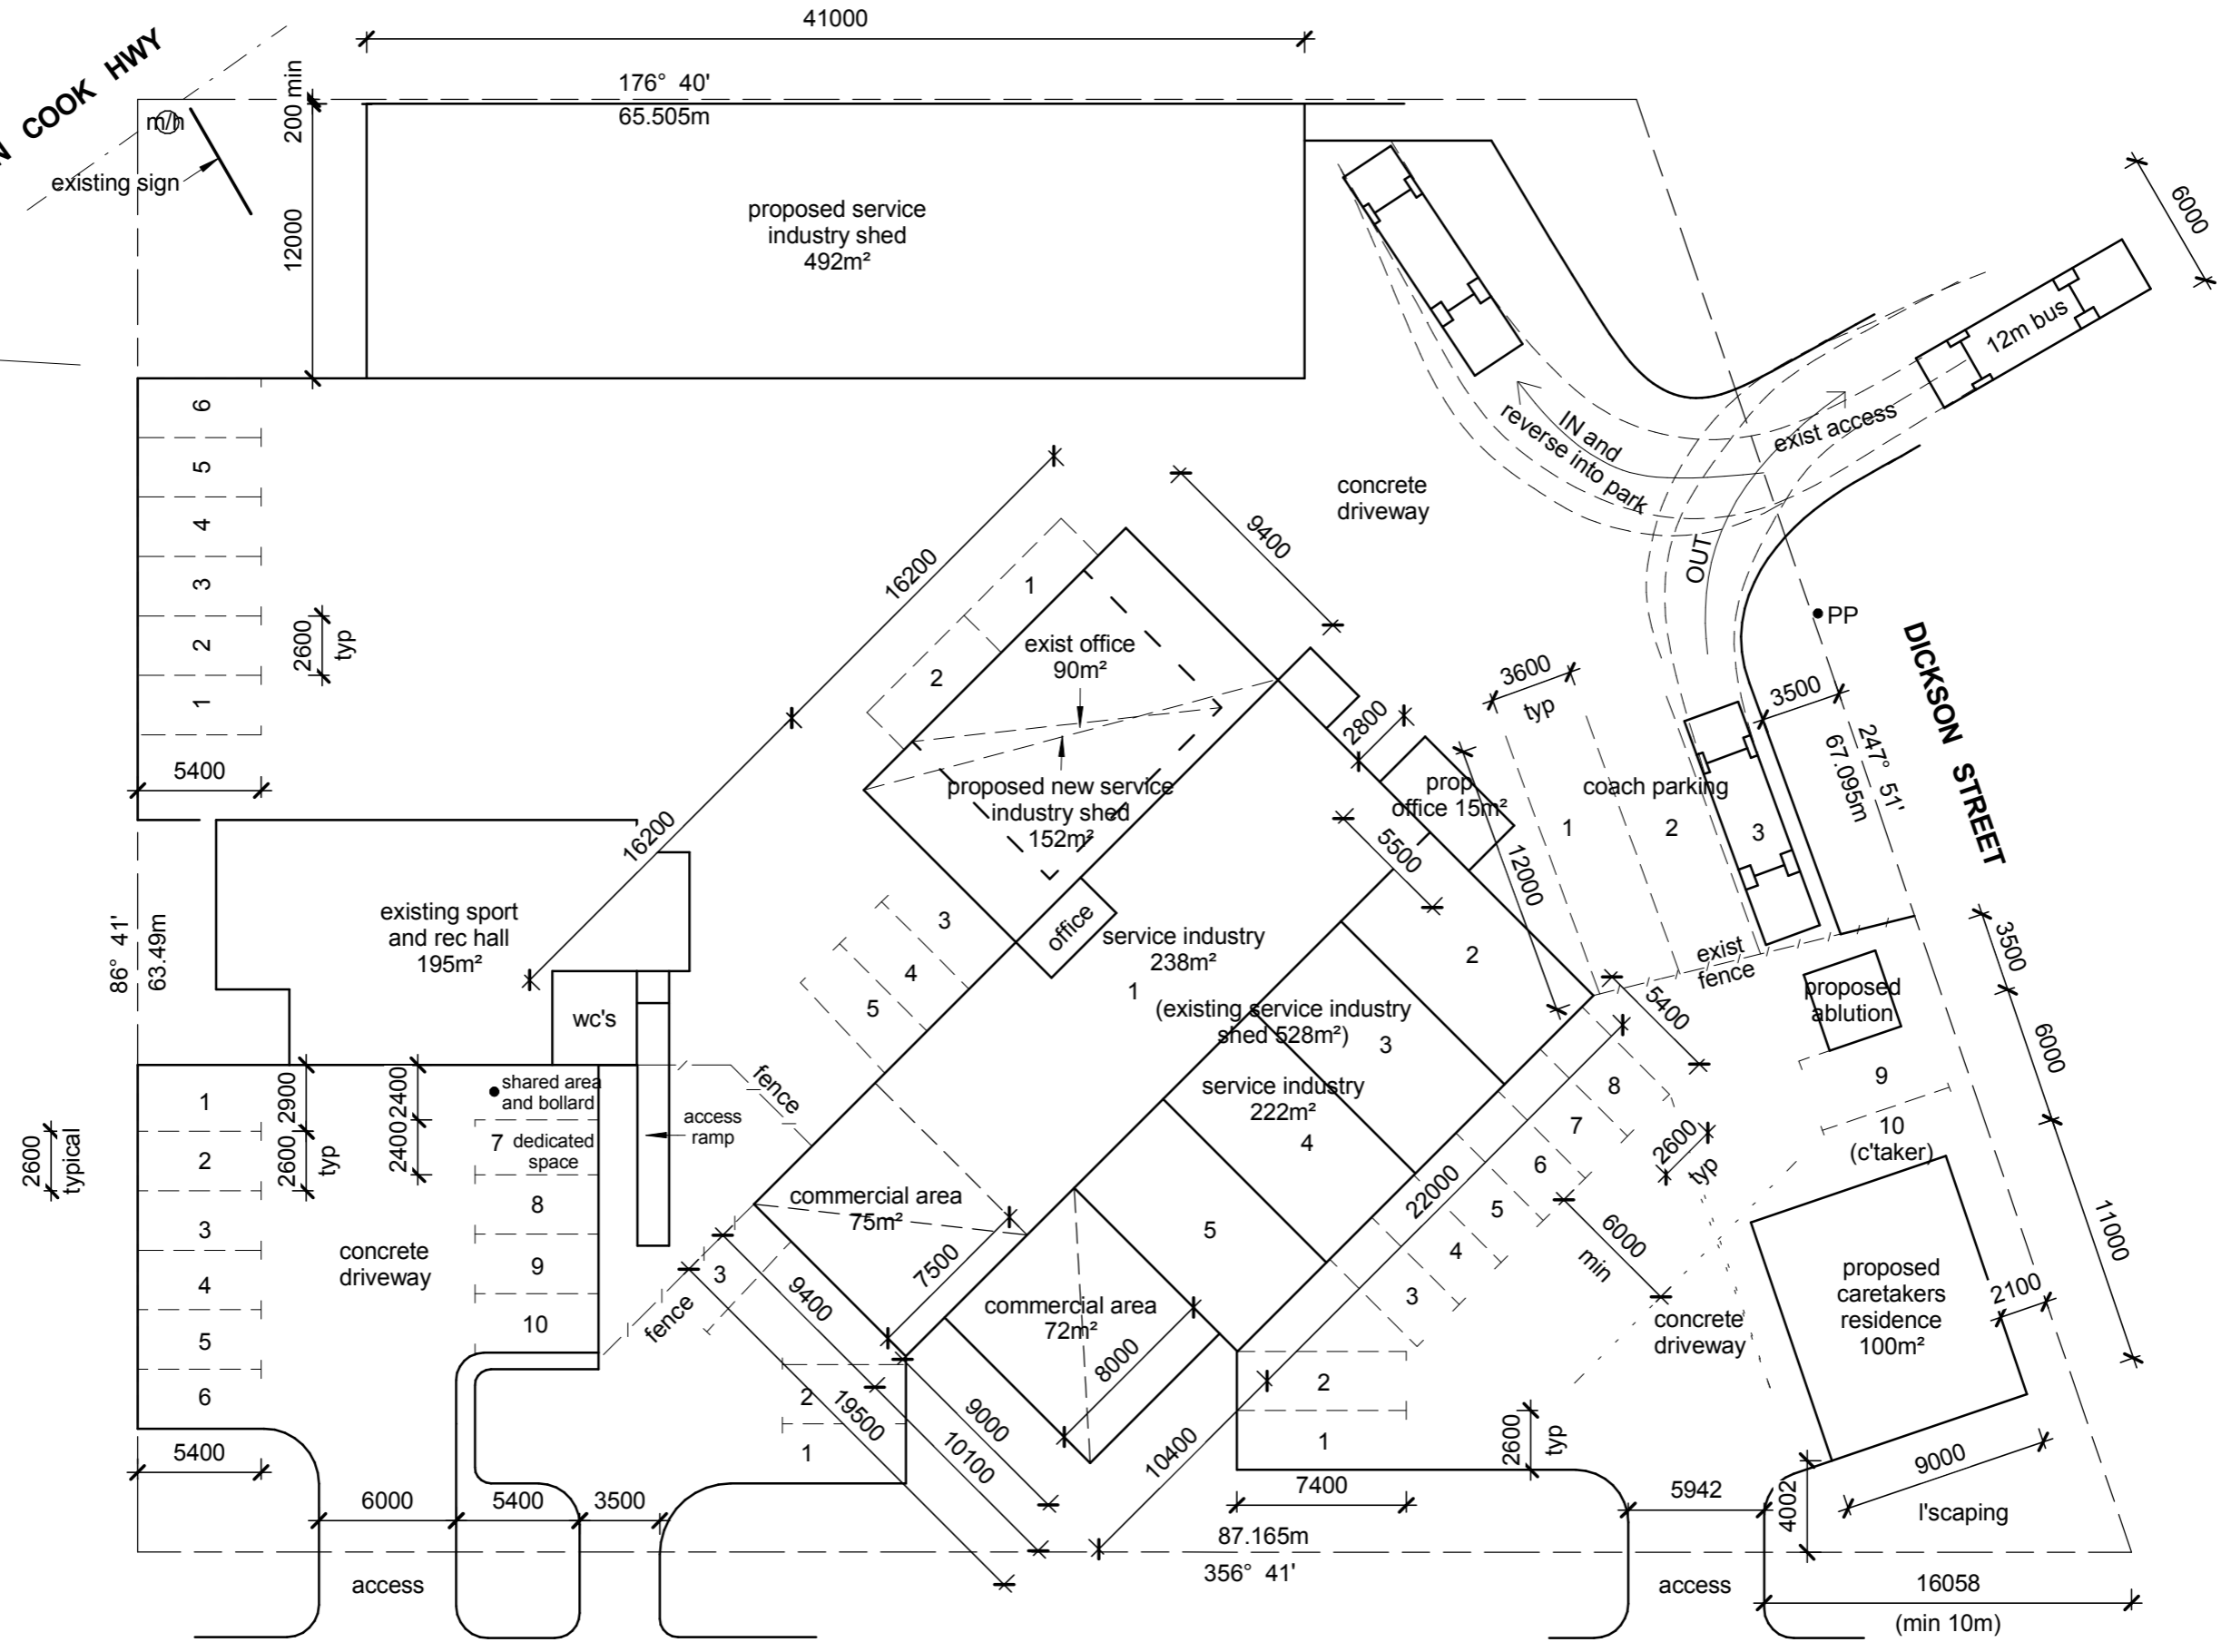 41000
COOK HWY
176° 40'
65.505m
200 min
m/h
existing sign
12000
proposed service
industry shed
492m²
6000
12m bus
exist access
IN and
reverse into park
OUT
concrete
driveway
PP
DICKSON STREET
6
5
4
3
2
1
2600
typ
5400
16200
9400
1
2
exist office
90m²
proposed new service
industry shed
152m²
16200
2800
prop
office 15m²
5500
12000
3600
typ
coach parking
1
2
3
3500
247° 51'
67.095m
existing sport
and rec hall
195m²
wc's
86° 41'
63.49m
3
4
5
office
service industry
238m²
1
(existing service industry
shed 528m²)
2
3
service industry
222m²
4
5
exist
fence
5400
proposed
ablution
3500
6000
11000
9
10
(c'taker)
shared area
and bollard
7 dedicated
space
8
9
10
access
ramp
fence
1
2
3
4
5
6
2900
2600
typ
2400
2400
2600
typical
concrete
driveway
commercial area
75m²
7500
commercial area
72m²
8000
3
fence
9400
19500
10100
9000
2
1
22000
10400
8
7
6
5
4
3
2
1
2600
typ
6000
min
concrete
driveway
proposed
caretakers
residence
100m²
2100
9000
l'scaping
4002
2600
typ
7400
5942
5400
6000
5400
3500
87.165m
356° 41'
access
access
16058
(min 10m)